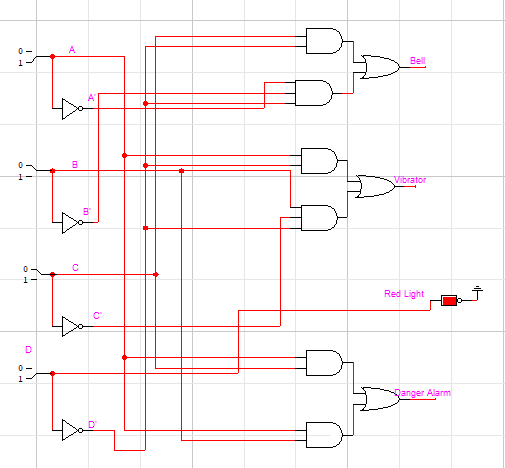 A
0
1
Bell
A'
B
0
1
Vibrator
B'
C
0
1
Red Light
C'
D
0
1
Danger Alarm
D'